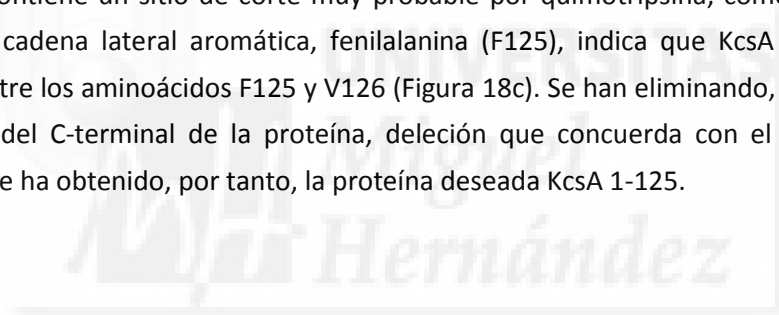 contiene un sitio de corte muy probable por quimotripsina, como
cadena lateral aromática, fenilalanina (F125), indica que KcsA
tre los aminoácidos F125 y V126 (Figura 18c). Se han eliminando,
del C-terminal de la proteína, deleción que concuerda con el
e ha obtenido, por tanto, la proteína deseada KcsA 1-125.
UNIVERSITAS
Miguel
Hernández